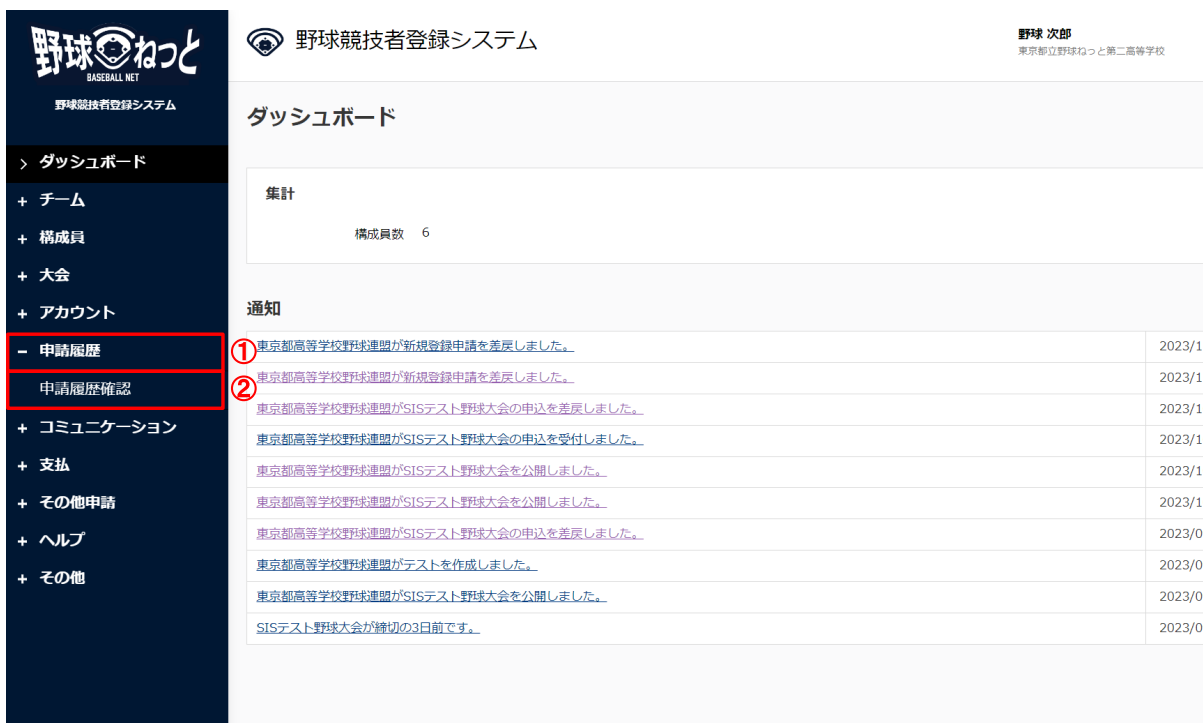 野球ねっと
BASEBALL NET
野球競技者登録システム
> ダッシュボード
+ チーム
+構成員
+ 大会
+ アカウント
− 申請履歴
申請履歴確認
+ コミュニケーション
+ 支払
+ その他申請
+ ヘルプ
+ その他
野球競技者登録システム
野球 次郎
東京都立野球ねっと第二高等学校
ダッシュボード
集計
構成員数 6
通知
① 東京都高等学校野球連盟が新規登録申請を差戻しました。 2023/1
② 東京都高等学校野球連盟が新規登録申請を差戻しました。 2023/1
東京都高等学校野球連盟がSISテスト野球大会の申込を差戻しました。 2023/1
東京都高等学校野球連盟がSISテスト野球大会の申込を受付しました。 2023/1
東京都高等学校野球連盟がSISテスト野球大会を公開しました。 2023/1
東京都高等学校野球連盟がSISテスト野球大会を公開しました。 2023/1
東京都高等学校野球連盟がSISテスト野球大会の申込を差戻しました。 2023/0
東京都高等学校野球連盟がテストを作成しました。 2023/0
東京都高等学校野球連盟がSISテスト野球大会を公開しました。 2023/0
SISテスト野球大会が締切の3日前です。 2023/0